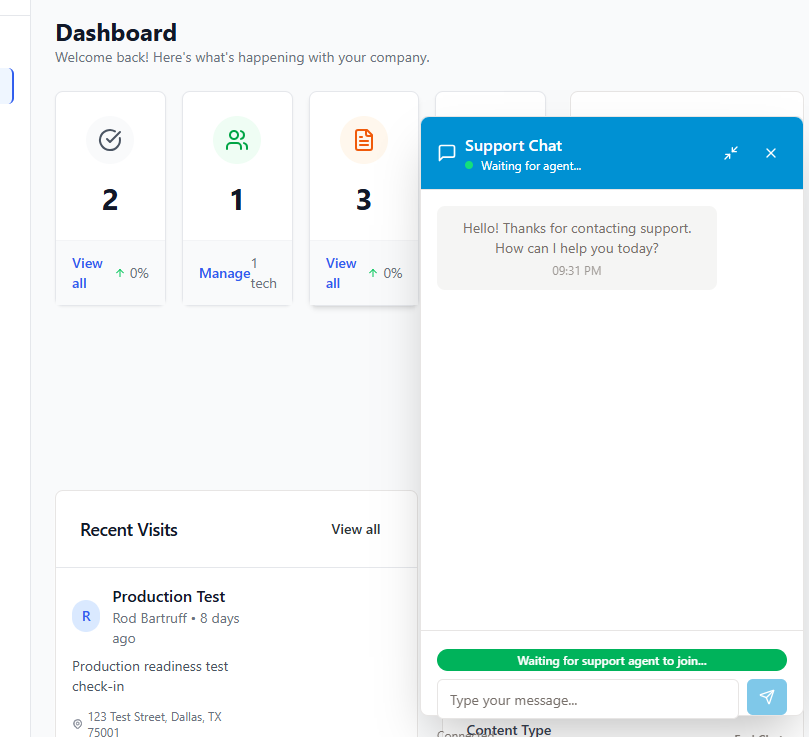 Dashboard
Welcome back! Here's what's happening with your company.
2
View
all
0%
1
Manage
1
tech
3
View
all
0%
Support Chat
Waiting for agent...
Hello! Thanks for contacting support.
How can I help you today?
09:31 PM
Waiting for support agent to join...
Type your message...
Recent Visits
View all
R
Production Test
Rod Bartruff • 8 days
ago
Production readiness test
check-in
123 Test Street, Dallas, TX
75001
Content Type